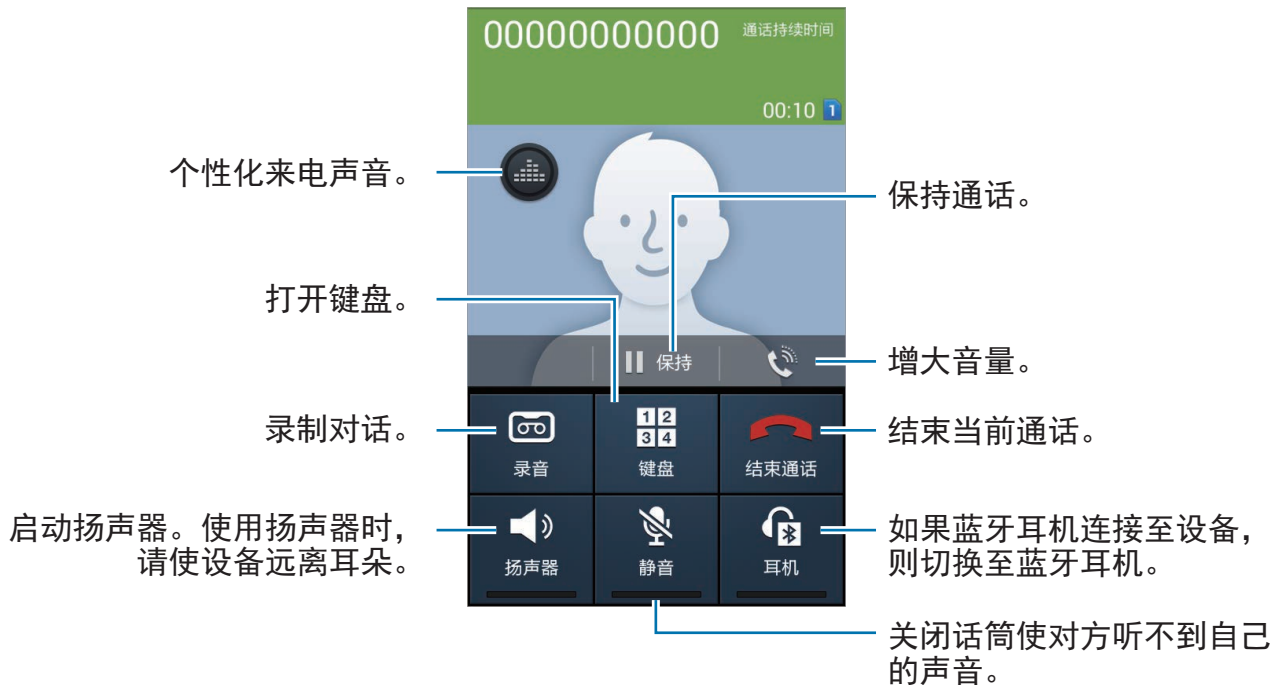 00000000000
通话持续时间
00:10 1
个性化来电声音。
保持通话。
打开键盘。
保持
增大音量。
录制对话。
1 2
3 4
录音
键盘
结束通话
结束当前通话。
启动扬声器。使用扬声器时，
请使设备远离耳朵。
扬声器
静音
耳机
如果蓝牙耳机连接至设备，
则切换至蓝牙耳机。
关闭话筒使对方听不到自己
的声音。